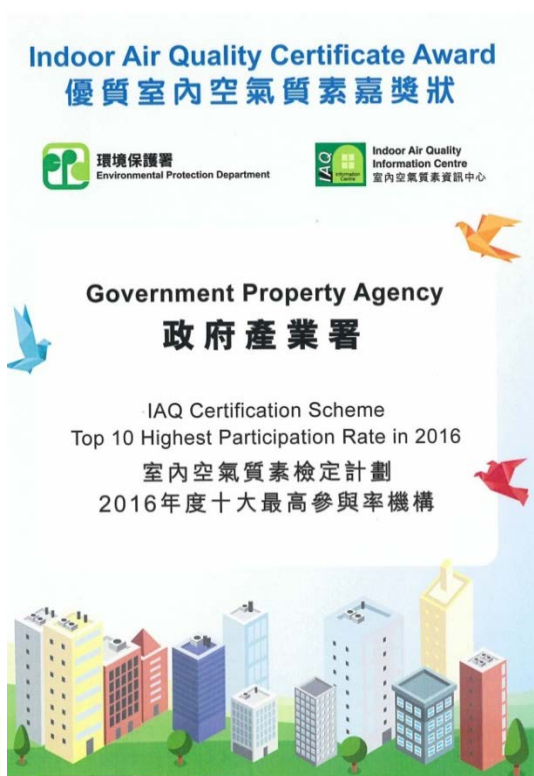 Indoor Air Quality Certificate Award
優質室內空氣質素嘉獎狀
環境保護署
Environmental Protection Department
IAQ
Information
Centre
Indoor Air Quality
Information Centre
室內空氣質素資訊中心
Government Property Agency
政府產業署
IAQ Certification Scheme
Top 10 Highest Participation Rate in 2016
室內空氣質素檢定計劃
2016年度十大最高參與率機構